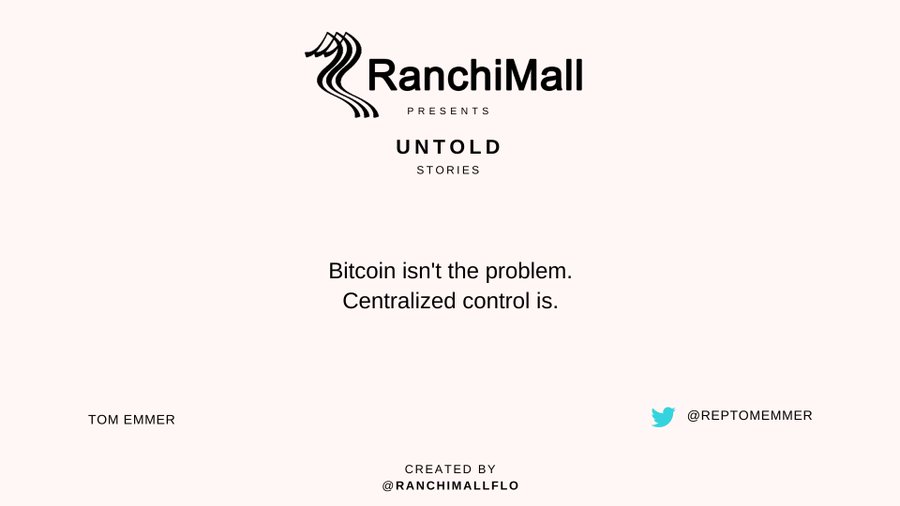 RanchiMall
PRESENTS
UNTOLD
STORIES
Bitcoin isn't the problem.
Centralized control is.
TOM EMMER
@REPTOMEMMER
CREATED BY
@RANCHIMALLFLO